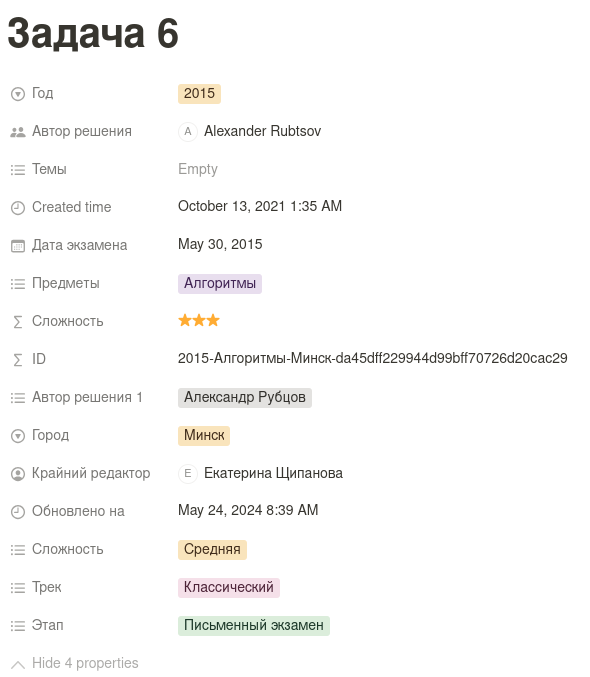 Задача 6
Год 2015
Автор решения A Alexander Rubtsov
Темы Empty
Created time October 13, 2021 1:35 AM
Дата экзамена May 30, 2015
Предметы Алгоритмы
Сложность ⭐⭐⭐
ID 2015-Алгоритмы-Минск-da45dff229944d99bff70726d20cac29
Автор решения 1 Александр Рубцов
Город Минск
Крайний редактор E Екатерина Щипанова
Обновлено на May 24, 2024 8:39 AM
Сложность Средняя
Трек Классический
Этап Письменный экзамен
Hide 4 properties